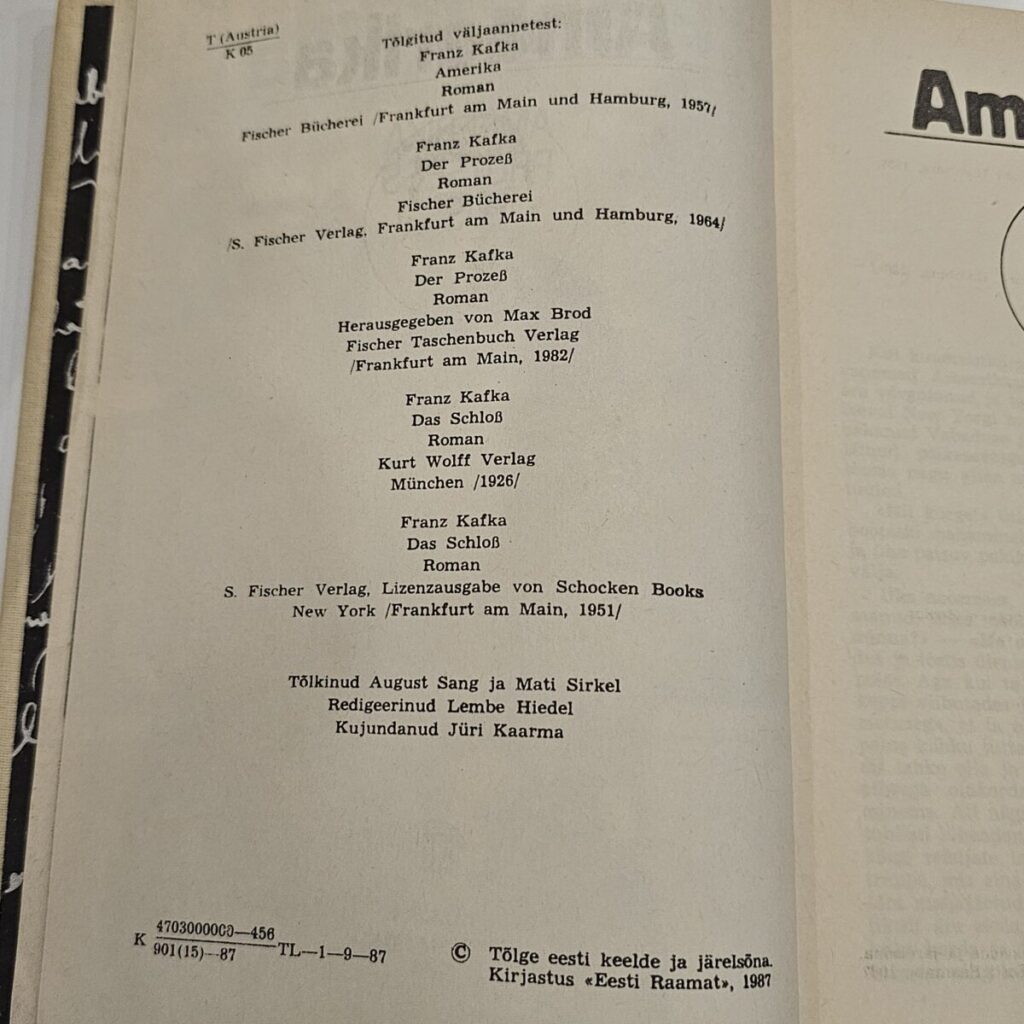 T (Austria)
K 05
Tõlgitud väljaannetest:
Franz Kafka
Amerika
Roman
Fischer Bücherei /Frankfurt am Main und Hamburg, 1957/
Franz Kafka
Der Prozeß
Roman
Fischer Bücherei
/S. Fischer Verlag, Frankfurt am Main und Hamburg, 1964/
Franz Kafka
Der Prozeß
Roman
Herausgegeben von Max Brod
Fischer Taschenbuch Verlag
/Frankfurt am Main, 1982/
Franz Kafka
Das Schloß
Roman
Kurt Wolff Verlag
München /1926/
Franz Kafka
Das Schloß
Roman
S. Fischer Verlag, Lizenzausgabe von Schocken Books
New York /Frankfurt am Main, 1951/
Tõlkinud August Sang ja Mati Sirkel
Redigeerinud Lembe Hiedel
Kujundanud Jüri Kaarma
K 4703000000—456
901(15)—87 TL—1—9—87
© Tõlge eesti keelde ja järelsõna.
Kirjastus «Eesti Raamat», 1987
Am